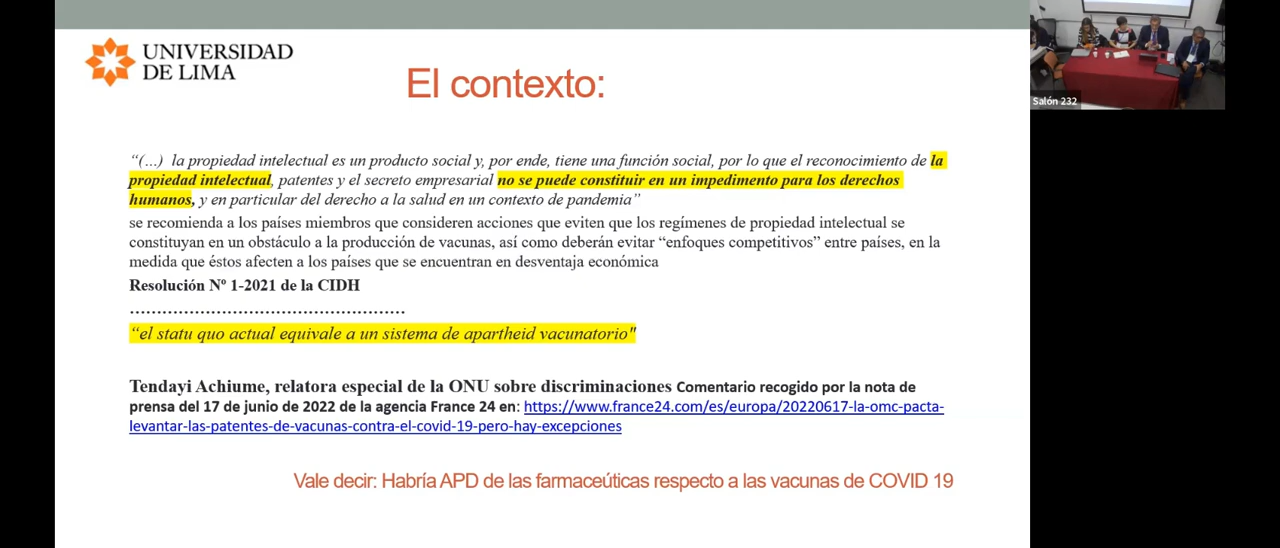 UNIVERSIDAD
DE LIMA
El contexto:
“(…) la propiedad intelectual es un producto social y, por ende, tiene una función social, por lo que el reconocimiento de la
propiedad intelectual, patentes y el secreto empresarial no se puede constituir en un impedimento para los derechos
humanos, y en particular del derecho a la salud en un contexto de pandemia”
se recomienda a los países miembros que consideren acciones que eviten que los regímenes de propiedad intelectual se
constituyan en un obstáculo a la producción de vacunas, así como deberán evitar “enfoques competitivos” entre países, en la
medida que éstos afecten a los países que se encuentran en desventaja económica
Resolución Nº 1-2021 de la CIDH
...................................................
“el statu quo actual equivale a un sistema de apartheid vacunatorio"
Tendayi Achiume, relatora especial de la ONU sobre discriminaciones Comentario recogido por la nota de
prensa del 17 de junio de 2022 de la agencia France 24 en: https://www.france24.com/es/europa/20220617-la-omc-pacta-
levantar-las-patentes-de-vacunas-contra-el-covid-19-pero-hay-excepciones
Vale decir: Habría APD de las farmaceúticas respecto a las vacunas de COVID 19
Salón 232